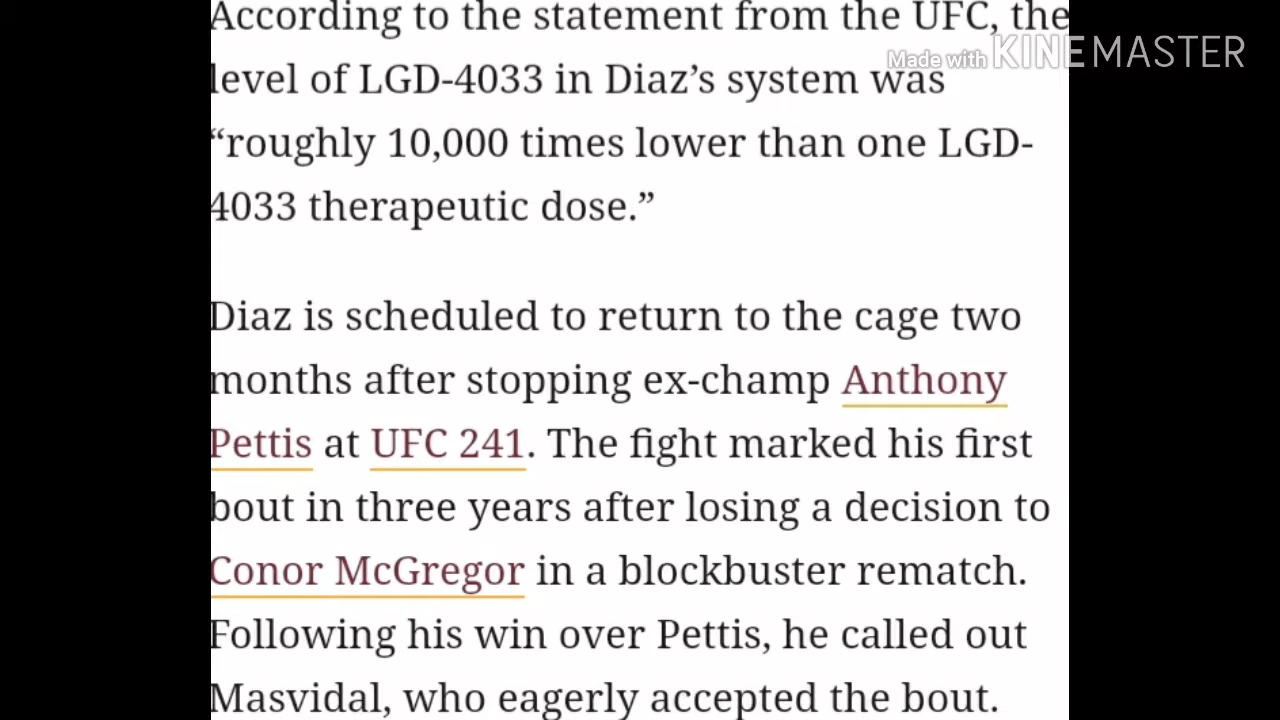 According to the statement from the UFC, the
Made with KINEMASTER
level of LGD-4033 in Diaz’s system was
“roughly 10,000 times lower than one LGD-
4033 therapeutic dose.”
Diaz is scheduled to return to the cage two
months after stopping ex-champ Anthony
Pettis at UFC 241. The fight marked his first
bout in three years after losing a decision to
Conor McGregor in a blockbuster rematch.
Following his win over Pettis, he called out
Masvidal, who eagerly accepted the bout.